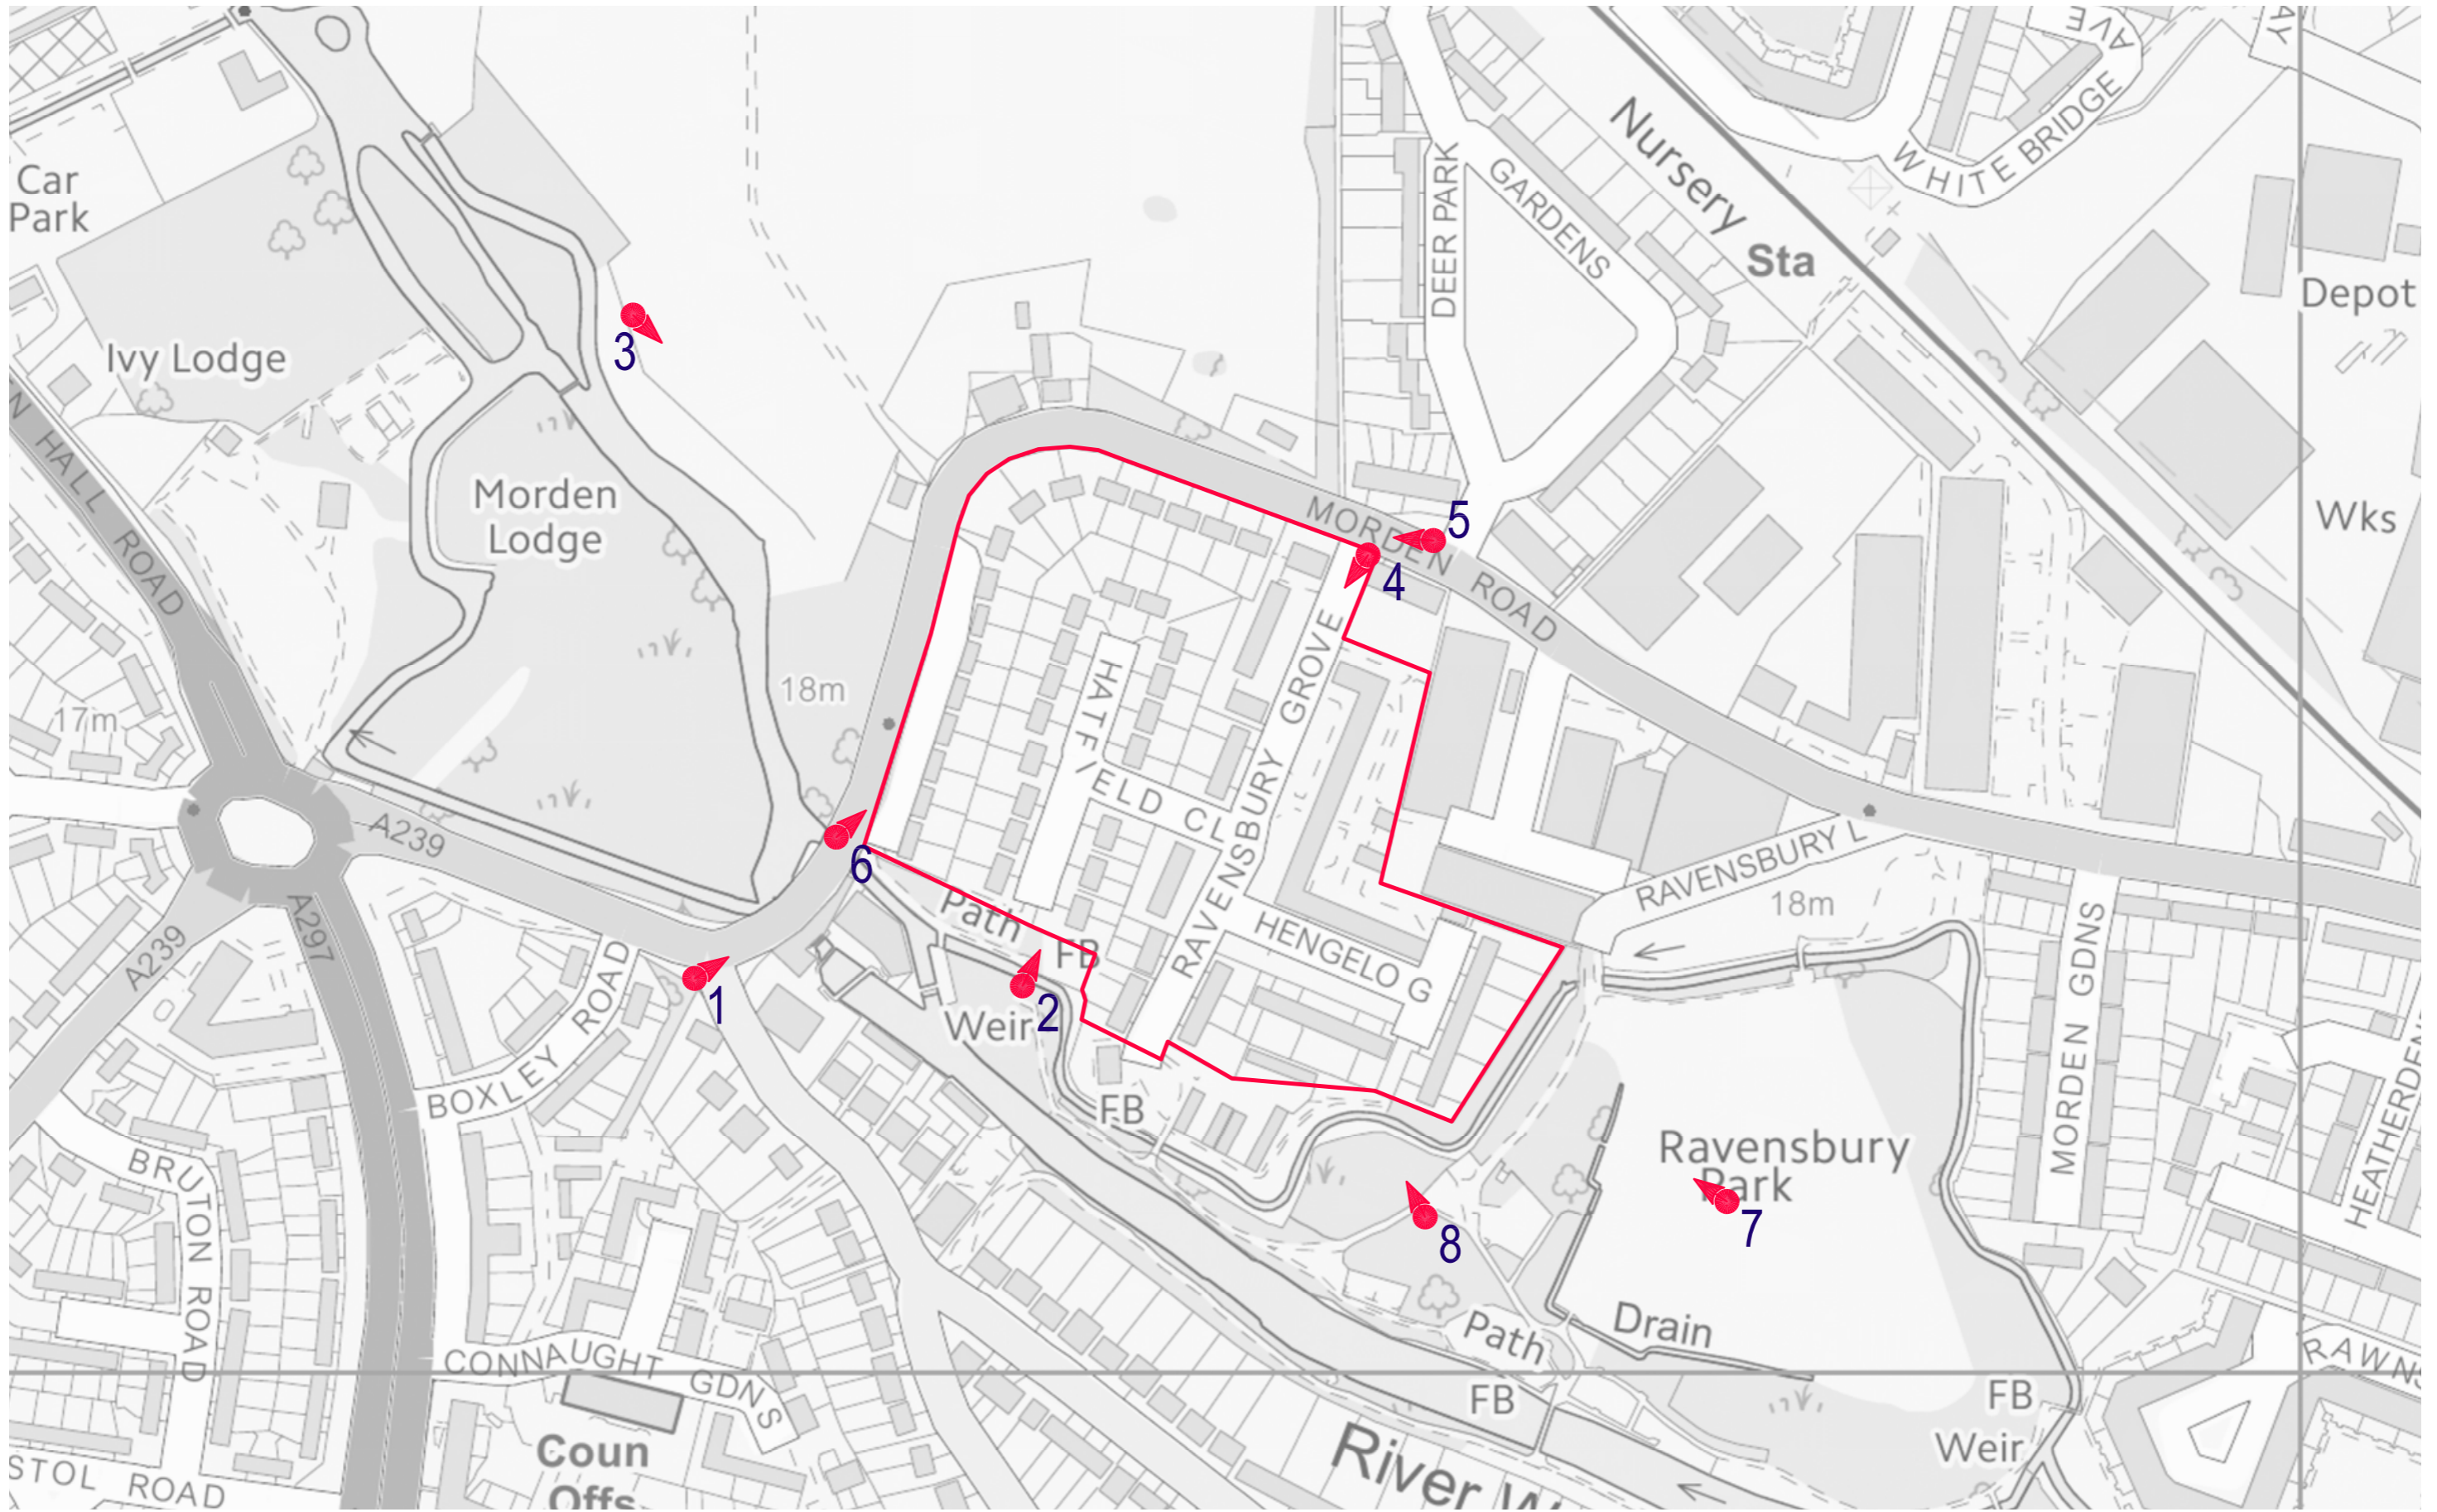 AVE
AY
Nursery
WHITE BRIDGE
Car
Park
DEER PARK
GARDENS
Sta
Depot
3
Ivy Lodge
N HALL ROAD
Morden
Lodge
MORDEN ROAD
5
Wks
4
18m
17m
HATFIELD CL
RAVENSBURY GROVE
A239
6
RAVENSBURY L
18m
Path
FB
HENGELO G
A297
A239
BOXLEY ROAD
1
2
Weir
MORDEN GDNS
HEATHERDEN
FB
BRUTON ROAD
Ravensbury
Park
7
8
Path
Drain
CONNAUGHT GDNS
RAWNS
FB
FB
Weir
Coun
Offs
STOL ROAD
River W